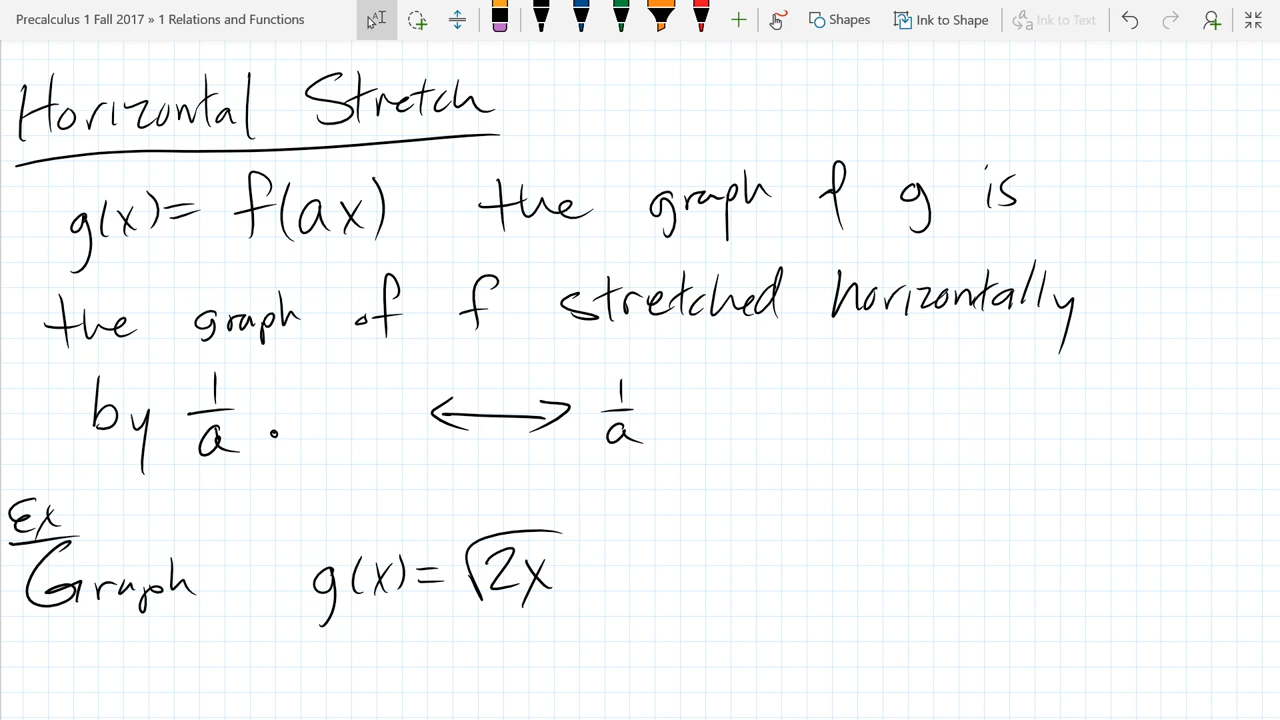 Precalculus 1 Fall 2017 » 1 Relations and Functions
Shapes
Ink to Shape
Ink to Text
Horizontal Stretch
g(x) = f(ax) the graph of g is
the graph of f stretched horizontally
by 1/a . ↔ 1/a
Ex
Graph g(x) = √2x